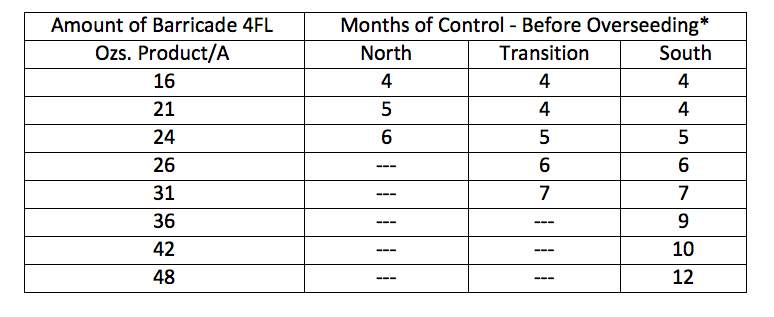 Amount of Barricade 4FL Months of Control - Before Overseeding*
Ozs. Product/A North Transition South
16 4 4 4
21 5 4 4
24 6 5 5
26 --- 6 6
31 --- 7 7
36 --- --- 9
42 --- --- 10
48 --- --- 12